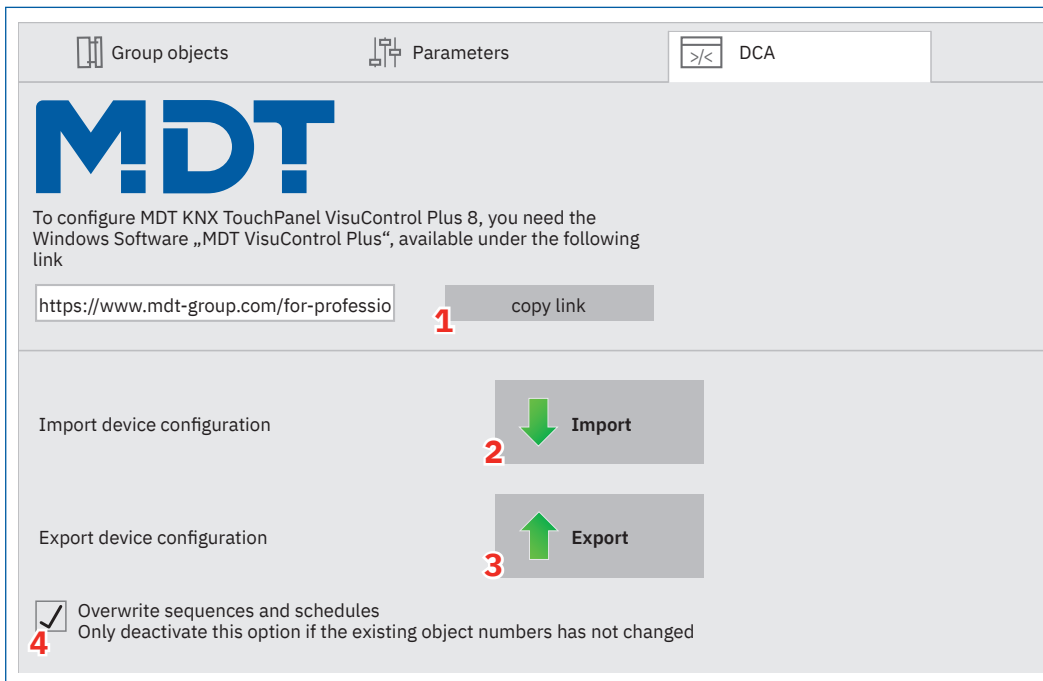 Group objects
Parameters
>/<
DCA
MDT
To configure MDT KNX TouchPanel VisuControl Plus 8, you need the
Windows Software „MDT VisuControl Plus“, available under the following
link
https://www.mdt-group.com/for-professio
1
copy link
Import device configuration
2
Import
Export device configuration
3
Export
4
Overwrite sequences and schedules
Only deactivate this option if the existing object numbers has not changed